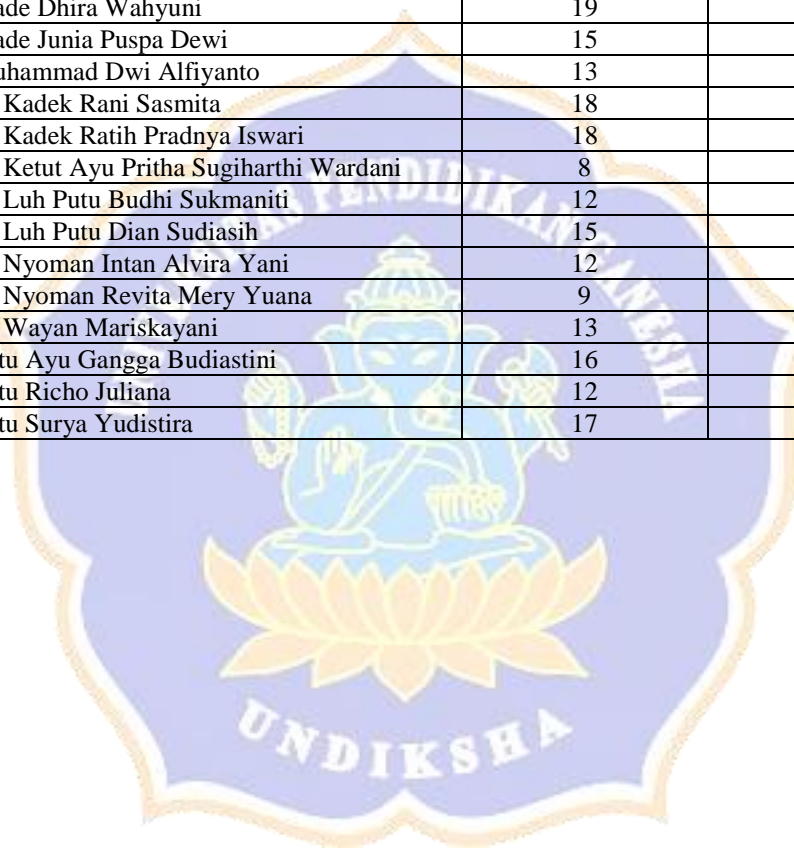 ade Dhira Wahyuni 19
ade Junia Puspa Dewi 15
uhammad Dwi Alfiyanto 13
Kadek Rani Sasmita 18
Kadek Ratih Pradnya Iswari 18
Ketut Ayu Pritha Sugiharthi Wardani 8
Luh Putu Budhi Sukmaniti 12
Luh Putu Dian Sudiasih 15
Nyoman Intan Alvira Yani 12
Nyoman Revita Mery Yuana 9
Wayan Mariskayani 13
tu Ayu Gangga Budiastini 16
tu Richo Juliana 12
tu Surya Yudistira 17
UNIVERSITAS PENDIDIKAN GANESHA
UNDIKSHA